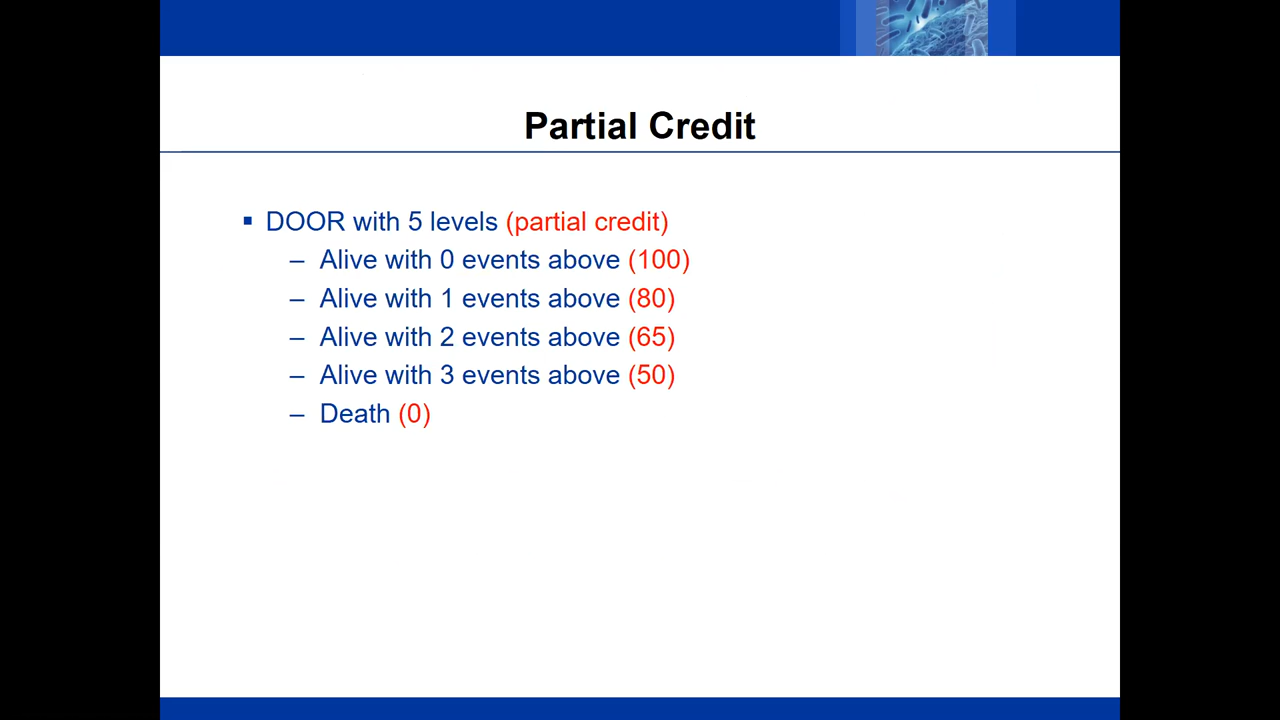 Partial Credit
▪ DOOR with 5 levels (partial credit)
– Alive with 0 events above (100)
– Alive with 1 events above (80)
– Alive with 2 events above (65)
– Alive with 3 events above (50)
– Death (0)